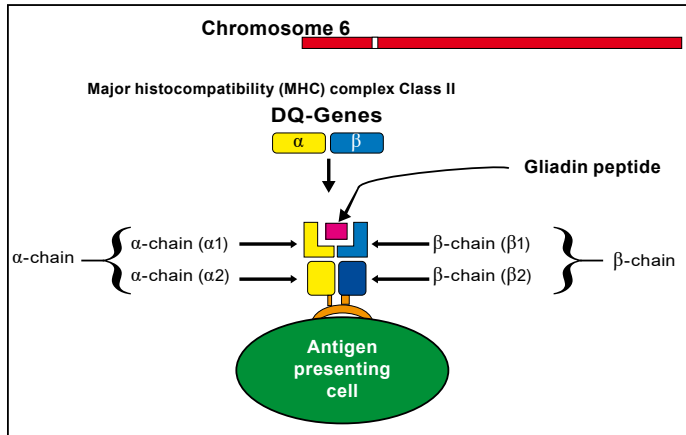 Chromosome 6
Major histocompatibility (MHC) complex Class II
DQ-Genes
α β
Gliadin peptide
α-chain
α-chain (α1)
α-chain (α2)
β-chain (β1)
β-chain (β2)
β-chain
Antigen
presenting
cell